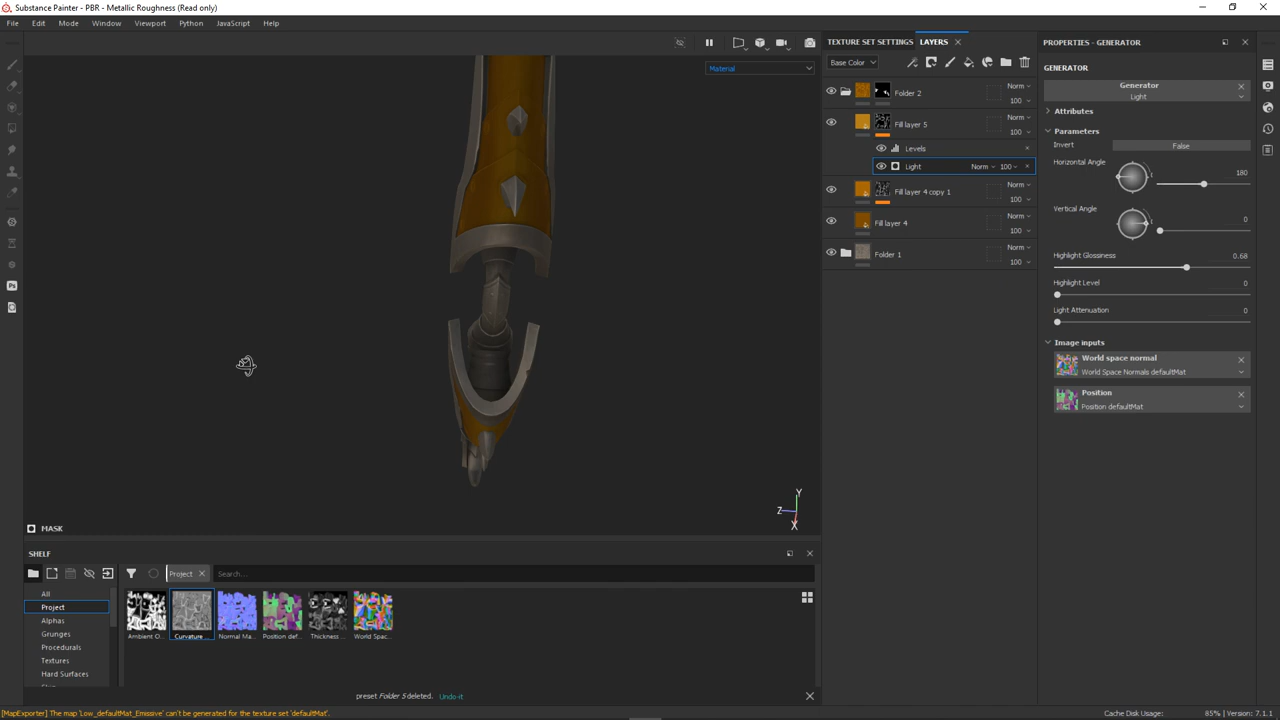 Substance Painter - PBR - Metallic Roughness (Read only)
File Edit Mode Window Viewport Python JavaScript Help
TEXTURE SET SETTINGS LAYERS
PROPERTIES - GENERATOR
Base Color
Material
GENERATOR
Generator
Light
Attributes
Parameters
Invert False
Horizontal Angle
180
Vertical Angle
0
Highlight Glossiness 0.68
Highlight Level 0
Light Attenuation 0
Image inputs
World space normal
World Space Normals defaultMat
Position
Position defaultMat
Folder 2 Norm
100
Fill layer 5 Norm
100
Levels
Light Norm 100
Fill layer 4 copy 1 Norm
100
Fill layer 4 Norm
100
Folder 1 Norm
100
Y
Z
X
MASK
SHELF
Project
Search...
All
Project
Alphas
Grunges
Procedurals
Textures
Hard Surfaces
Ambient O... Curvature ... Normal Ma... Position def... Thickness ... World Spac...
Ps
preset Folder 5 deleted. Undo-it
[MapExporter] The map 'Low_defaultMat_Emissive' can't be generated for the texture set 'defaultMat'.
Cache Disk Usage: 85% | Version: 7.1.1